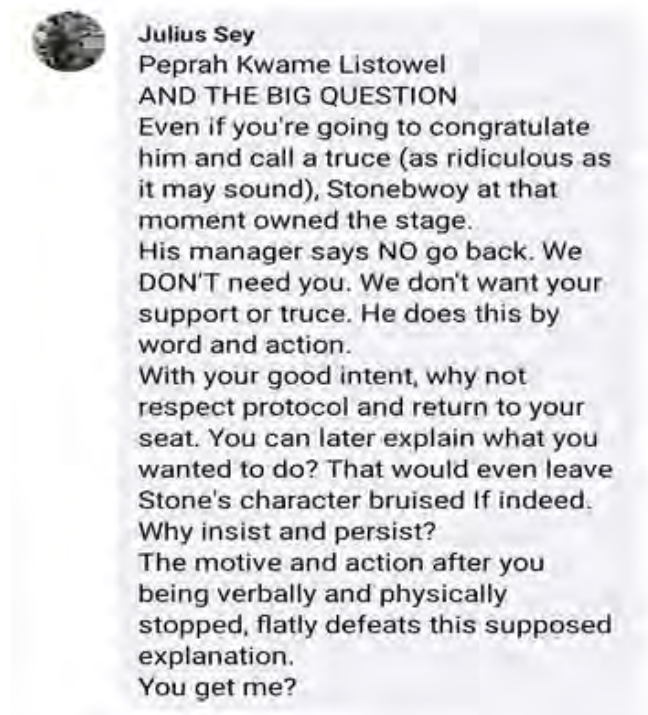 Julius Sey
Peprah Kwame Listowel
AND THE BIG QUESTION
Even if you're going to congratulate
him and call a truce (as ridiculous as
it may sound), Stonebwoy at that
moment owned the stage.
His manager says NO go back. We
DON'T need you. We don't want your
support or truce. He does this by
word and action.
With your good intent, why not
respect protocol and return to your
seat. You can later explain what you
wanted to do? That would even leave
Stone's character bruised If indeed.
Why insist and persist?
The motive and action after you
being verbally and physically
stopped, flatly defeats this supposed
explanation.
You get me?